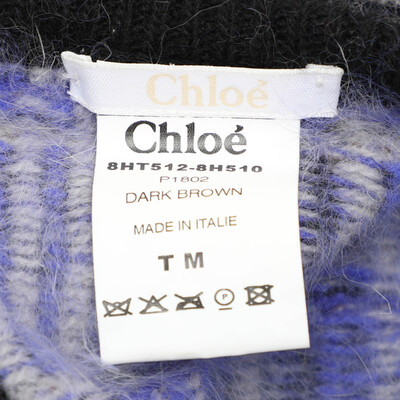 Chloé
Chloé
8HT512-8H510
P1802
DARK BROWN
MADE IN ITALIE
T M
P